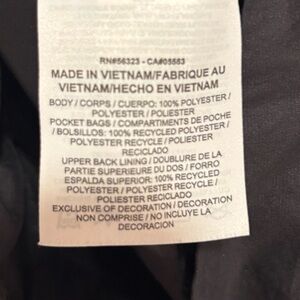 RN#56323 - CA#05553
MADE IN VIETNAM/FABRIQUE AU
VIETNAM/HECHO EN VIETNAM
BODY / CORPS / CUERPO: 100% POLYESTER /
POLYESTER / POLIESTER
POCKET BAGS / COMPARTIMENTS DE POCHE
/ BOLSILLOS: 100% RECYCLED POLYESTER /
POLYESTER RECYCLE / POLIESTER
RECICLADO
UPPER BACK LINING / DOUBLURE DE LA
PARTIE SUPERIEURE DU DOS / FORRO
ESPALDA SUPERIOR: 100% RECYCLED
POLYESTER / POLYESTER RECYCLE /
POLIESTER RECICLADO
EXCLUSIVE OF DECORATION / DECORATION
NON COMPRISE / NO INCLUYE LA
DECORACION